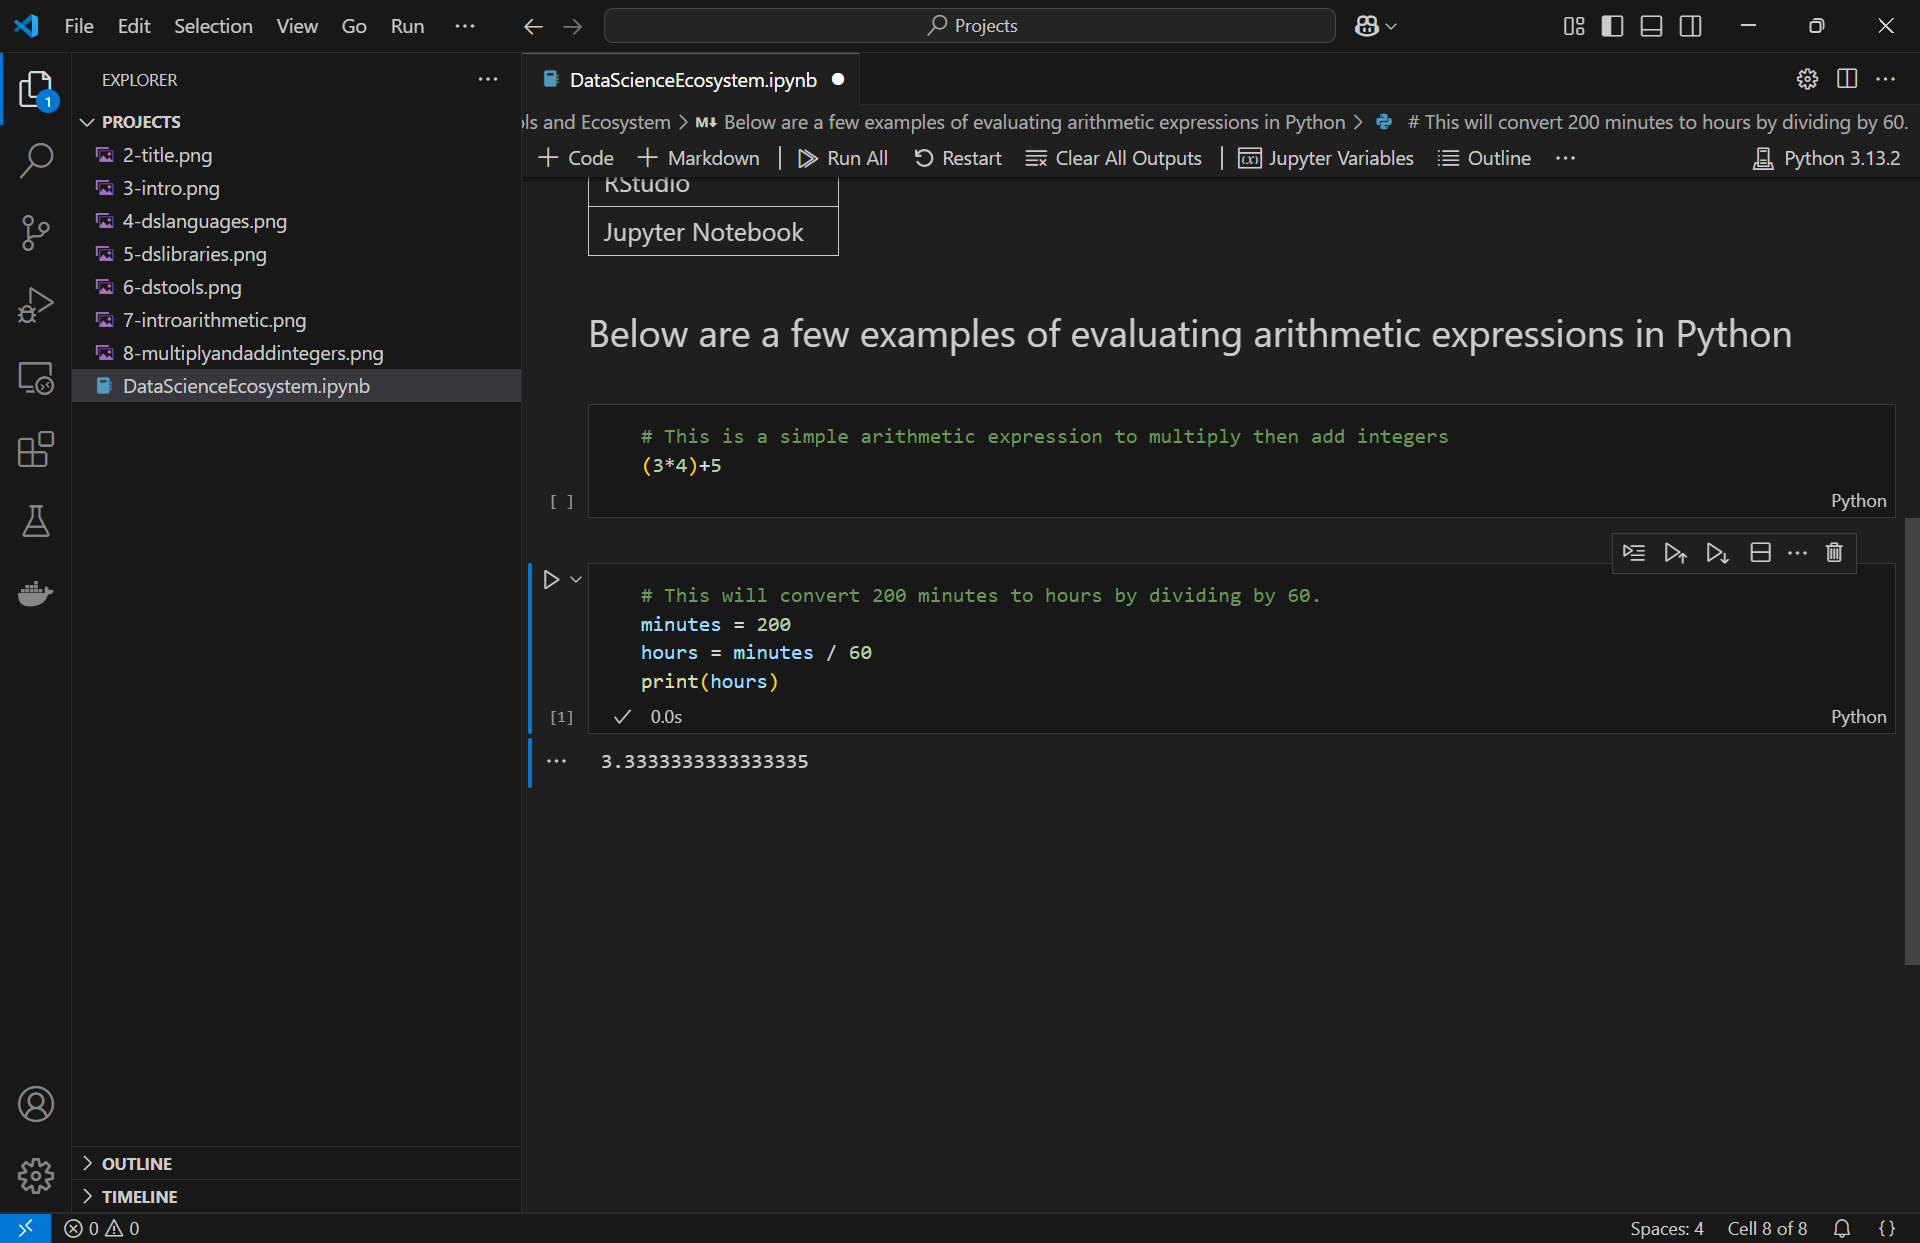 File Edit Selection View Go Run ··· Projects
EXPLORER
1
PROJECTS
2-title.png
3-intro.png
4-dslanguages.png
5-dslibraries.png
6-dstools.png
7-introarithmetic.png
8-multiplyandaddintegers.png
DataScienceEcosystem.ipynb
OUTLINE
TIMELINE
DataScienceEcosystem.ipynb
ls and Ecosystem > M↓ Below are a few examples of evaluating arithmetic expressions in Python > # This will convert 200 minutes to hours by dividing by 60.
+ Code + Markdown | Run All Restart Clear All Outputs | Jupyter Variables Outline ··· Python 3.13.2
RStudio
Jupyter Notebook
Below are a few examples of evaluating arithmetic expressions in Python
# This is a simple arithmetic expression to multiply then add integers
(3*4)+5
[ ] Python
# This will convert 200 minutes to hours by dividing by 60.
minutes = 200
hours = minutes / 60
print(hours)
[1] ✓ 0.0s Python
··· 3.3333333333333335
0 0 Spaces: 4 Cell 8 of 8 {}